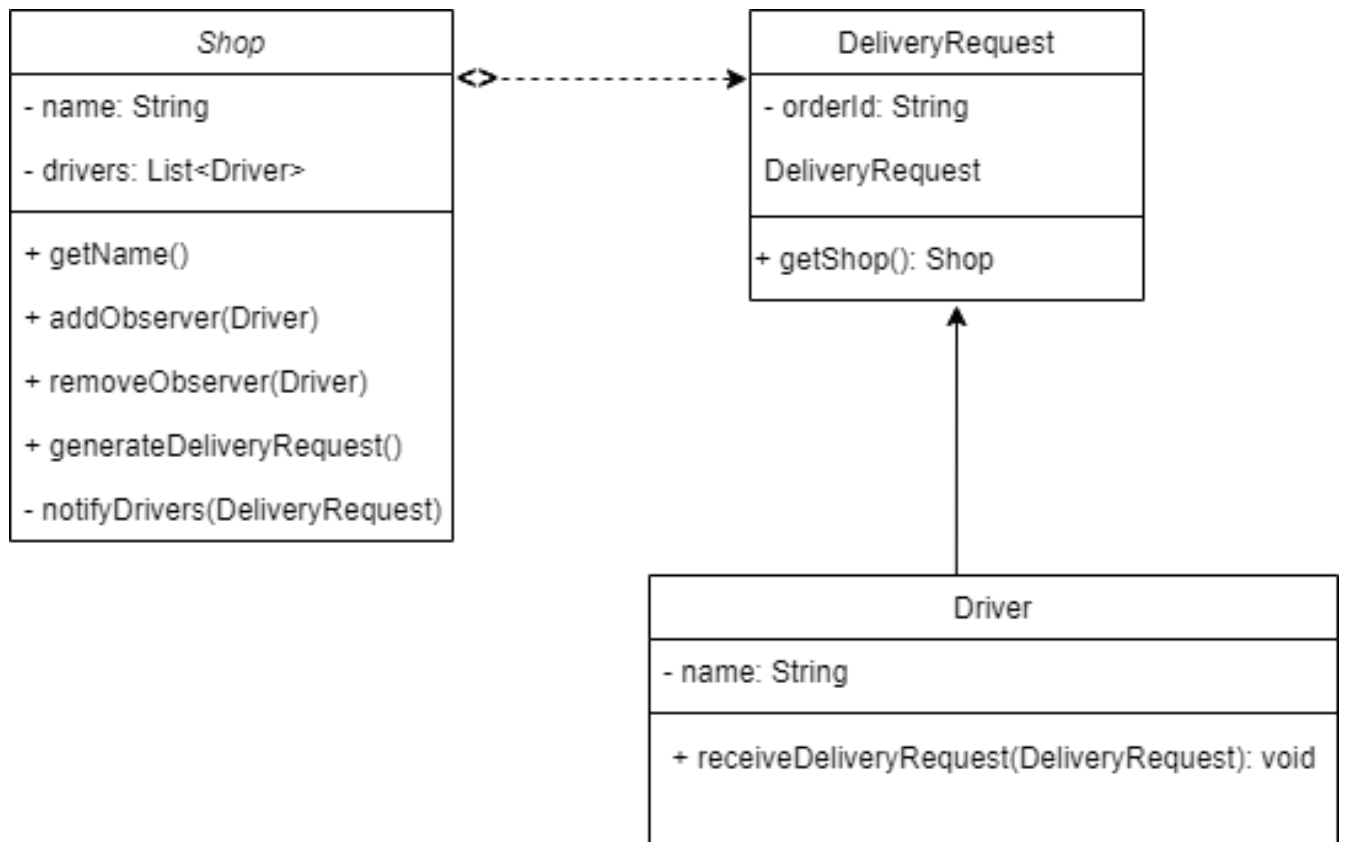 Shop
- name: String
- drivers: List<Driver>
+ getName()
+ addObserver(Driver)
+ removeObserver(Driver)
+ generateDeliveryRequest()
- notifyDrivers(DeliveryRequest)
DeliveryRequest
- orderId: String
DeliveryRequest
+ getShop(): Shop
Driver
- name: String
+ receiveDeliveryRequest(DeliveryRequest): void